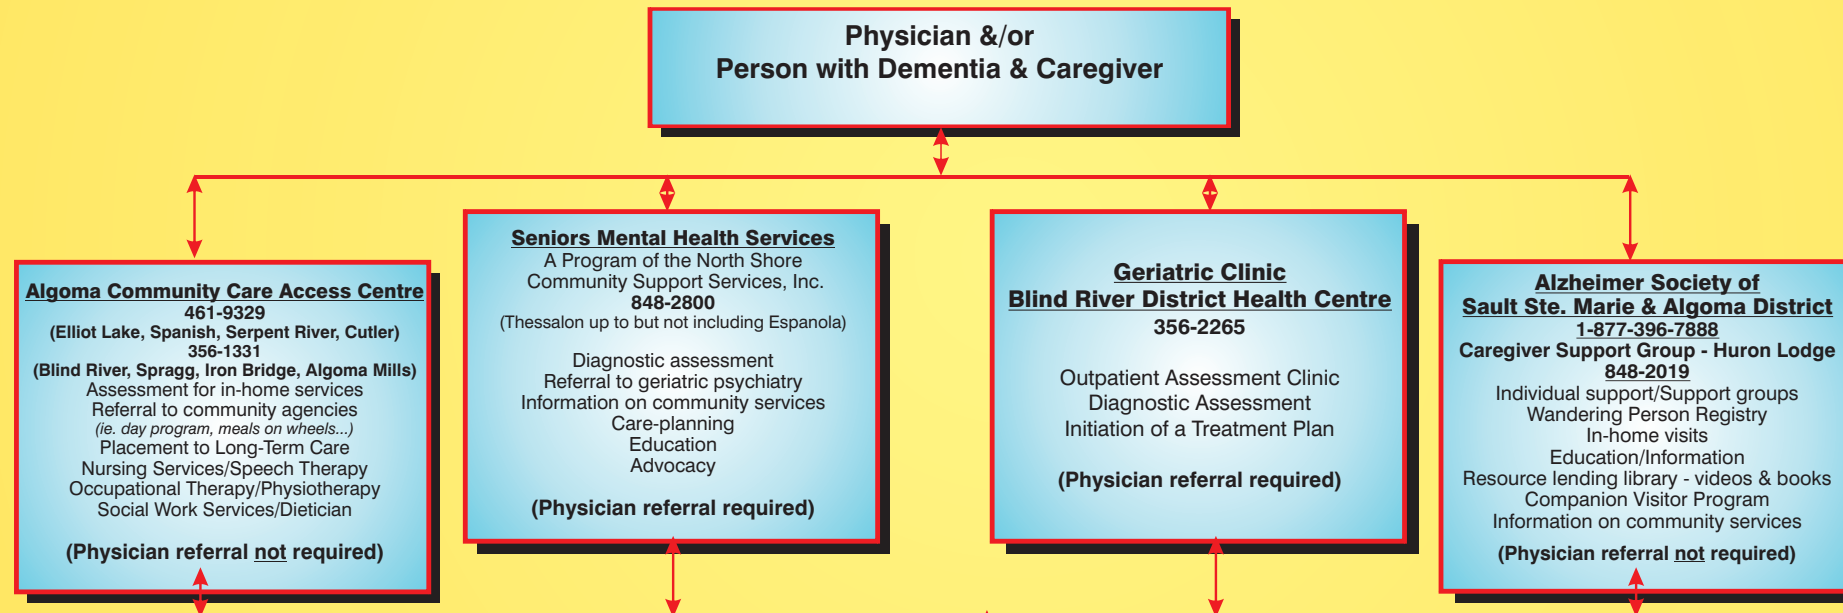 Physician &/or
Person with Dementia & Caregiver
Algoma Community Care Access Centre
461-9329
(Elliot Lake, Spanish, Serpent River, Cutler)
356-1331
(Blind River, Spragg, Iron Bridge, Algoma Mills)
Assessment for in-home services
Referral to community agencies
(ie. day program, meals on wheels...)
Placement to Long-Term Care
Nursing Services/Speech Therapy
Occupational Therapy/Physiotherapy
Social Work Services/Dietician
(Physician referral not required)
Seniors Mental Health Services
A Program of the North Shore
Community Support Services, Inc.
848-2800
(Thessalon up to but not including Espanola)
Diagnostic assessment
Referral to geriatric psychiatry
Information on community services
Care-planning
Education
Advocacy
(Physician referral required)
Geriatric Clinic
Blind River District Health Centre
356-2265
Outpatient Assessment Clinic
Diagnostic Assessment
Initiation of a Treatment Plan
(Physician referral required)
Alzheimer Society of
Sault Ste. Marie & Algoma District
1-877-396-7888
Caregiver Support Group - Huron Lodge
848-2019
Individual support/Support groups
Wandering Person Registry
In-home visits
Education/Information
Resource lending library - videos & books
Companion Visitor Program
Information on community services
(Physician referral not required)